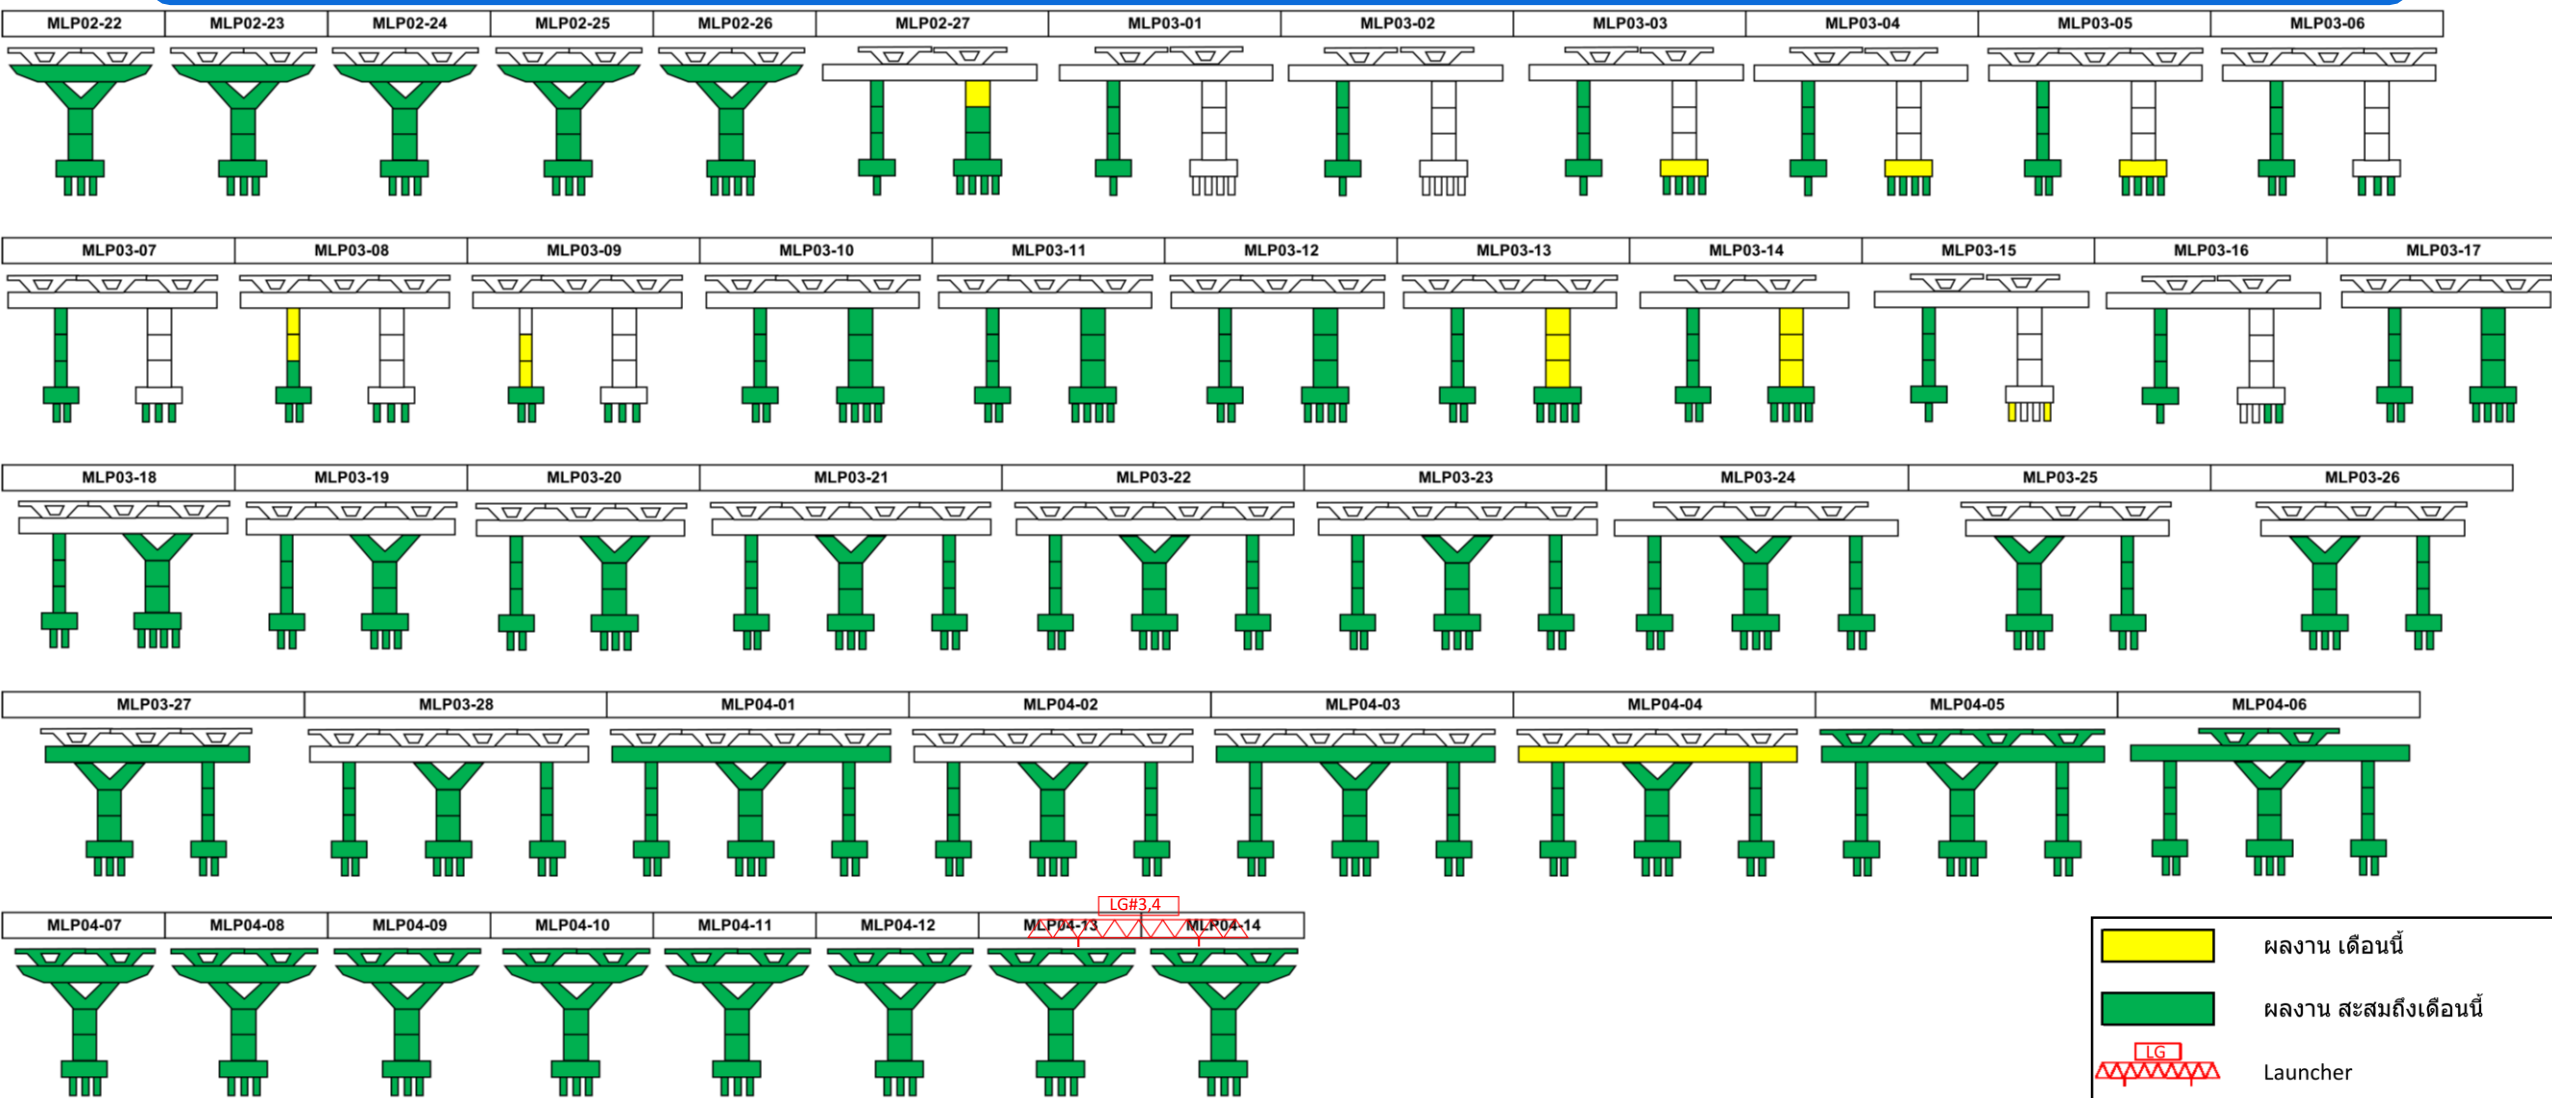 MLP02-22 MLP02-23 MLP02-24 MLP02-25 MLP02-26 MLP02-27 MLP03-01 MLP03-02 MLP03-03 MLP03-04 MLP03-05 MLP03-06
MLP03-07 MLP03-08 MLP03-09 MLP03-10 MLP03-11 MLP03-12 MLP03-13 MLP03-14 MLP03-15 MLP03-16 MLP03-17
MLP03-18 MLP03-19 MLP03-20 MLP03-21 MLP03-22 MLP03-23 MLP03-24 MLP03-25 MLP03-26
MLP03-27 MLP03-28 MLP04-01 MLP04-02 MLP04-03 MLP04-04 MLP04-05 MLP04-06
LG#3,4
MLP04-07 MLP04-08 MLP04-09 MLP04-10 MLP04-11 MLP04-12 MLP04-13 MLP04-14
ผลงาน เดือนนี้
ผลงาน สะสมถึงเดือนนี้
LG
Launcher